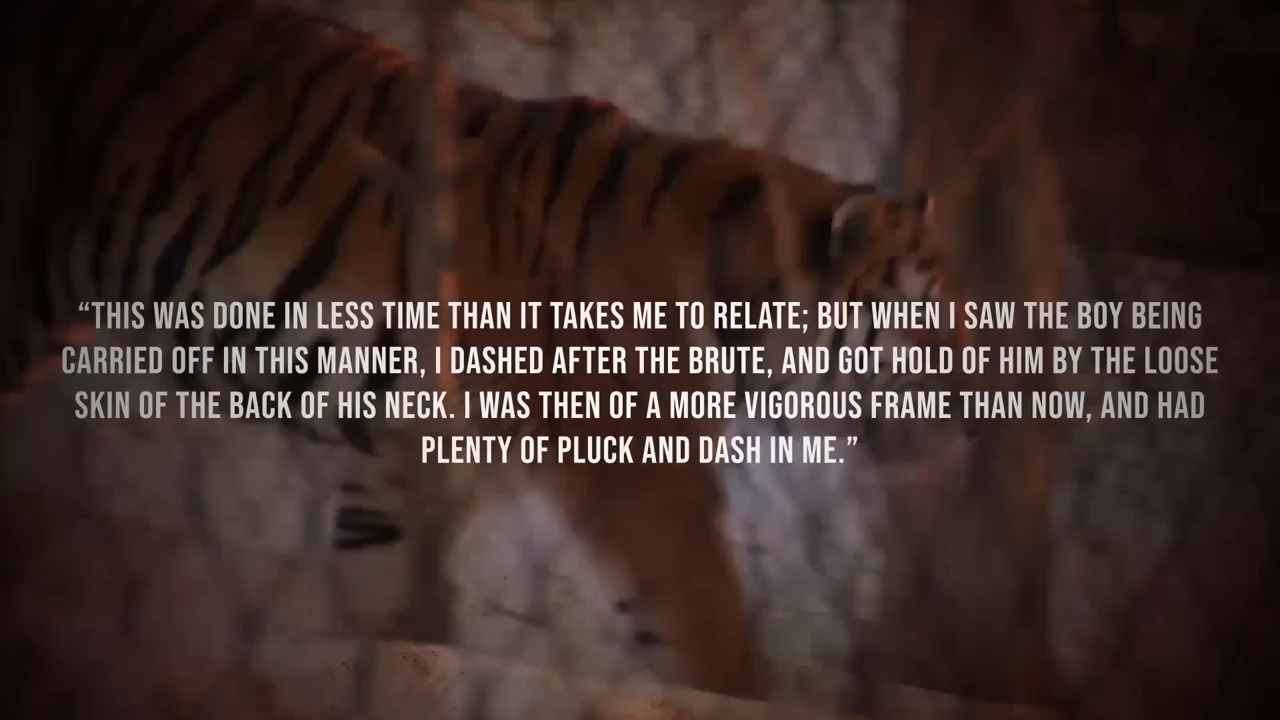 “THIS WAS DONE IN LESS TIME THAN IT TAKES ME TO RELATE; BUT WHEN I SAW THE BOY BEING
CARRIED OFF IN THIS MANNER, I DASHED AFTER THE BRUTE, AND GOT HOLD OF HIM BY THE LOOSE
SKIN OF THE BACK OF HIS NECK. I WAS THEN OF A MORE VIGOROUS FRAME THAN NOW, AND HAD
PLENTY OF PLUCK AND DASH IN ME.”